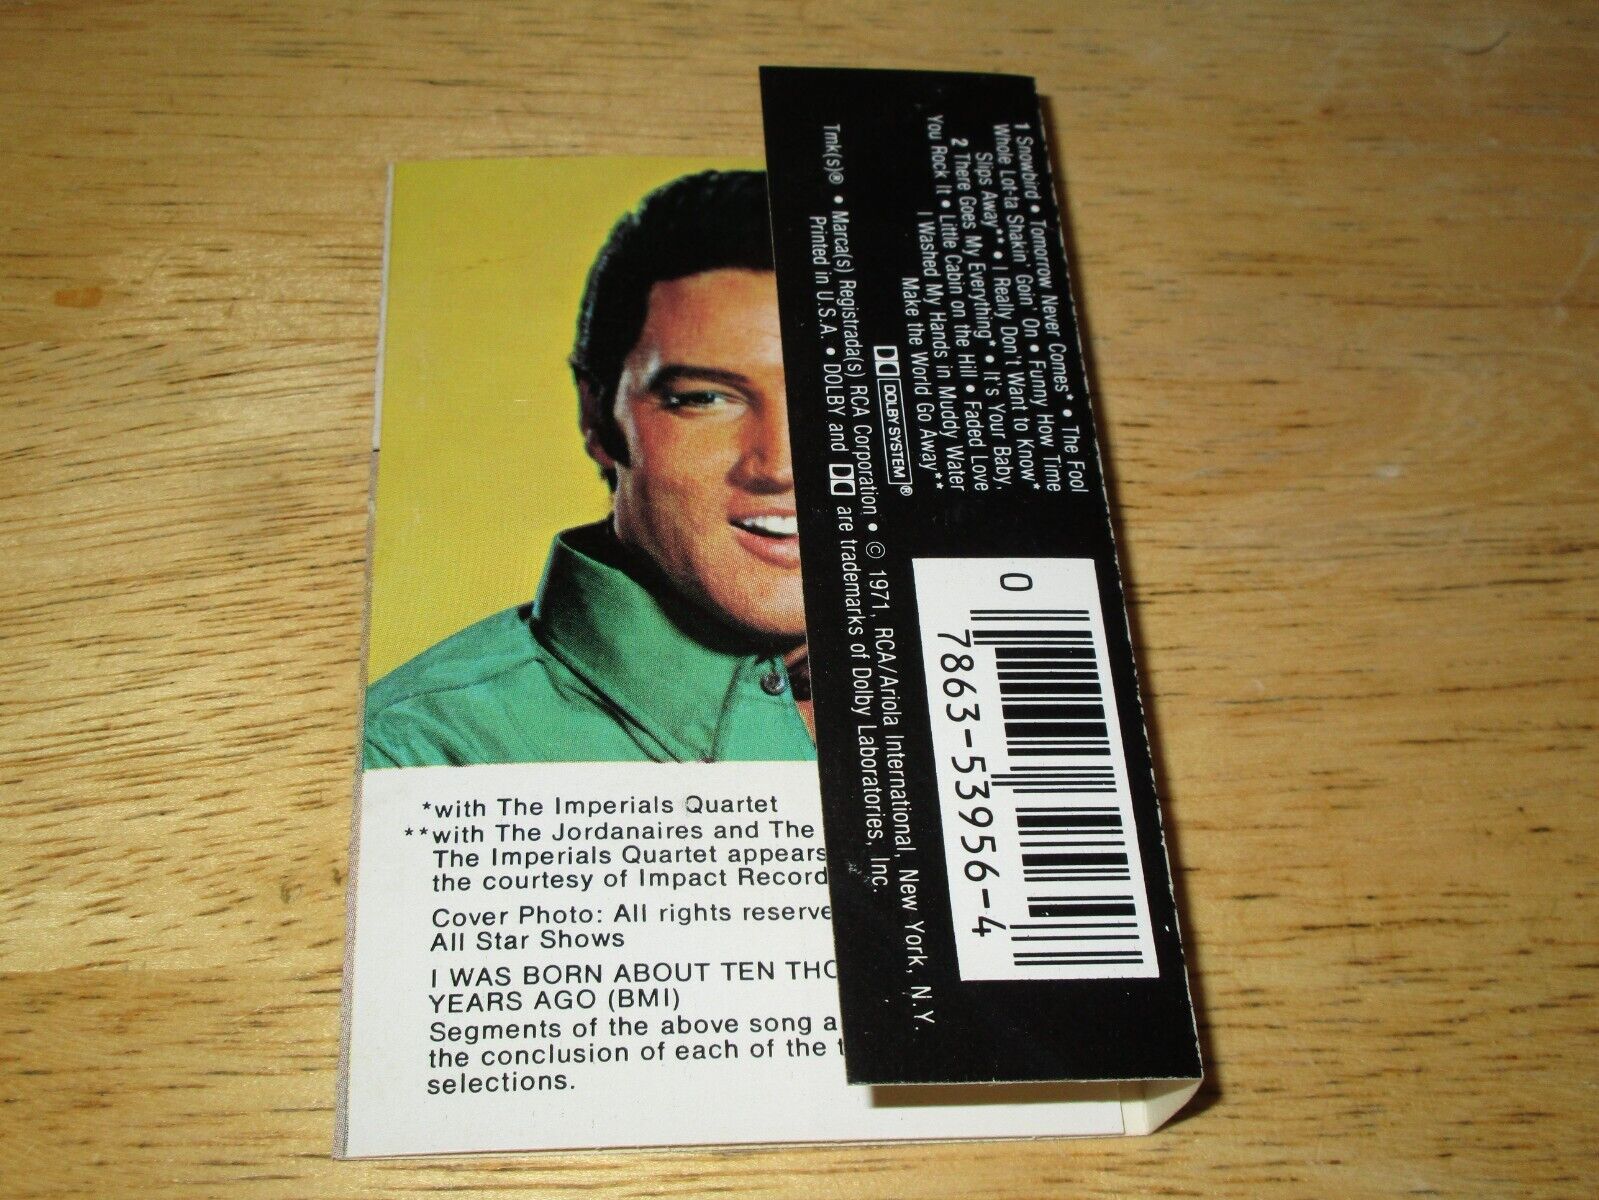 1 Snowbird • Tomorrow Never Comes* • The Fool
Whole Lot-ta Shakin' Goin' On • Funny How Time
Slips Away** • I Really Don't Want to Know*
2 There Goes My Everything* • It's Your Baby,
You Rock It • Little Cabin on the Hill • Faded Love
I Washed My Hands in Muddy Water
Make the World Go Away**
DOLBY SYSTEM®
Tmk(s)® • Marca(s) Registrada(s) RCA Corporation • © 1971, RCA/Ariola International, New York, N.Y.
Printed in U.S.A. • DOLBY and are trademarks of Dolby Laboratories, Inc.
0 7863-53956-4
*with The Imperials Quartet
**with The Jordanaires and The
The Imperials Quartet appears
the courtesy of Impact Record
Cover Photo: All rights reserve
All Star Shows
I WAS BORN ABOUT TEN THO
YEARS AGO (BMI)
Segments of the above song a
the conclusion of each of the t
selections.